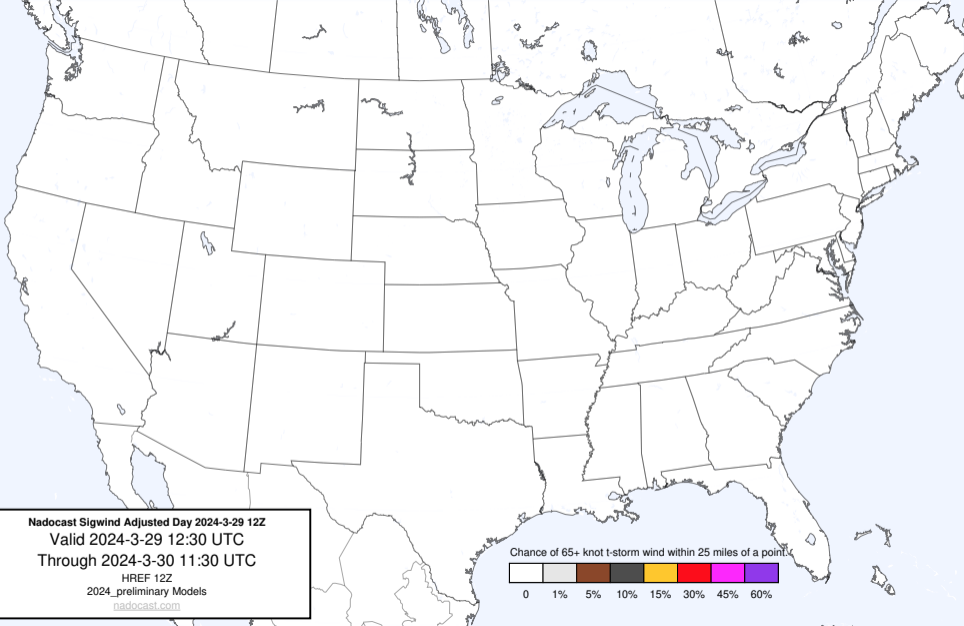 Nadocast Sigwind Adjusted Day 2024-3-29 12Z
Valid 2024-3-29 12:30 UTC
Through 2024-3-30 11:30 UTC
HREF 12Z
2024_preliminary Models
nadocast.com
Chance of 65+ knot t-storm wind within 25 miles of a point.
0 1% 5% 10% 15% 30% 45% 60%